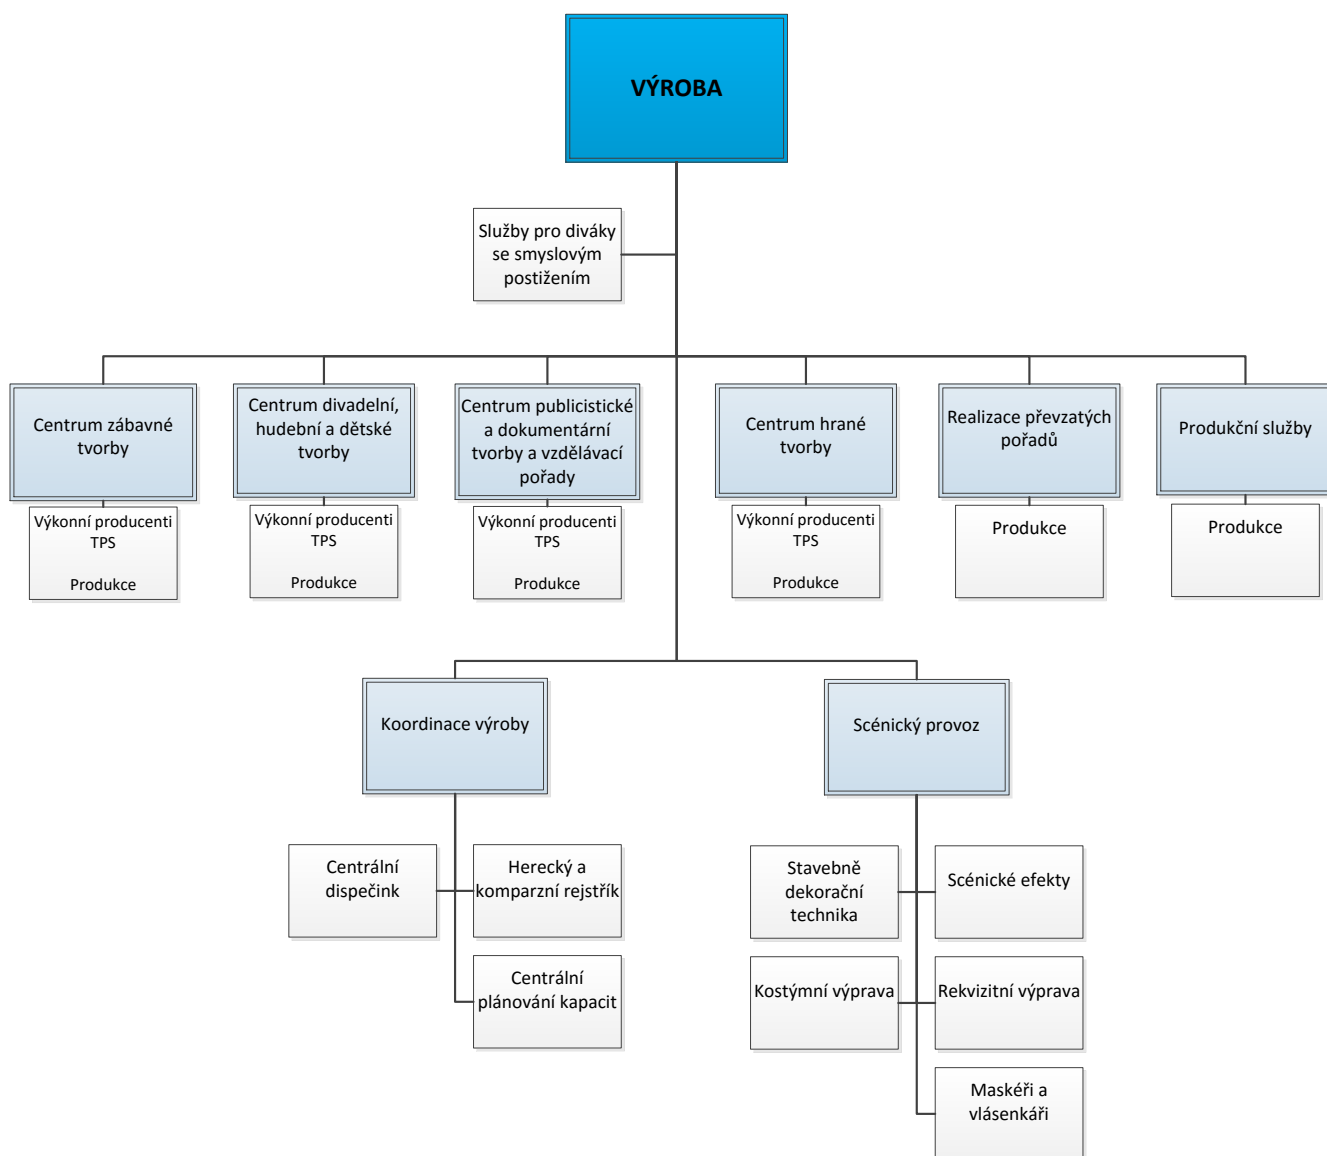 VÝROBA
Služby pro diváky
se smyslovým
postižením
Centrum zábavné
tvorby
Centrum divadelní,
hudební a dětské
tvorby
Centrum publicistické
a dokumentární
tvorby a vzdělávací
pořady
Centrum hrané
tvorby
Realizace převzatých
pořadů
Produkční služby
Výkonní producenti
TPS
Produkce
Výkonní producenti
TPS
Produkce
Výkonní producenti
TPS
Produkce
Výkonní producenti
TPS
Produkce
Produkce
Produkce
Koordinace výroby
Scénický provoz
Centrální
dispečink
Herecký a
komparzní rejstřík
Centrální
plánování kapacit
Stavebně
dekorační
technika
Scénické efekty
Kostýmní výprava
Rekvizitní výprava
Maskéři a
vlásenkáři